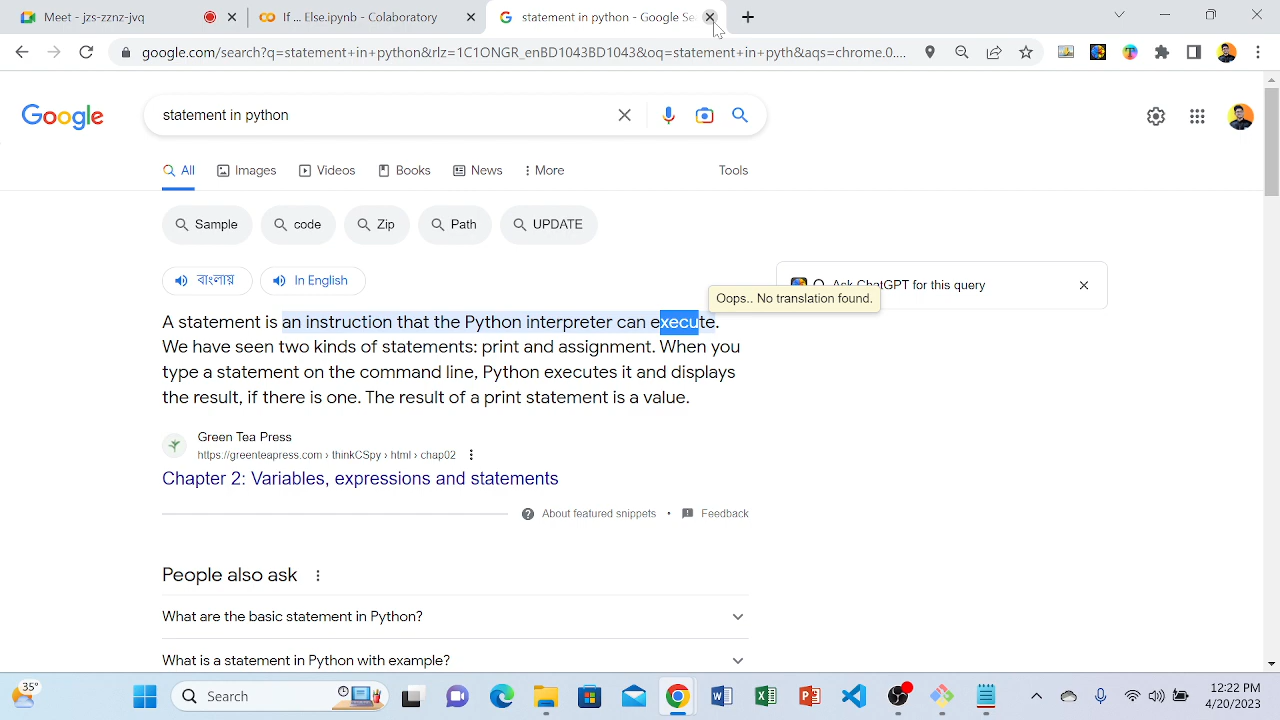 Meet - jzs-zznz-jvq
If ... Else.ipynb - Colaboratory
statement in python - Google Se
google.com/search?q=statement+in+python&rlz=1C1ONGR_enBD1043BD1043&oq=statement+in+pyth&aqs=chrome.0....
Google
statement in python
All
Images
Videos
Books
News
More
Tools
Sample
code
Zip
Path
UPDATE
বাংলায়
In English
Ask ChatGPT for this query
Oops.. No translation found.
A statement is an instruction that the Python interpreter can execute.
We have seen two kinds of statements: print and assignment. When you
type a statement on the command line, Python executes it and displays
the result, if there is one. The result of a print statement is a value.
Green Tea Press
https://greenteapress.com › thinkCSpy › html › chap02
Chapter 2: Variables, expressions and statements
About featured snippets • Feedback
People also ask
What are the basic statement in Python?
What is a statement in Python with example?
35°
Search
12:22 PM
4/20/2023